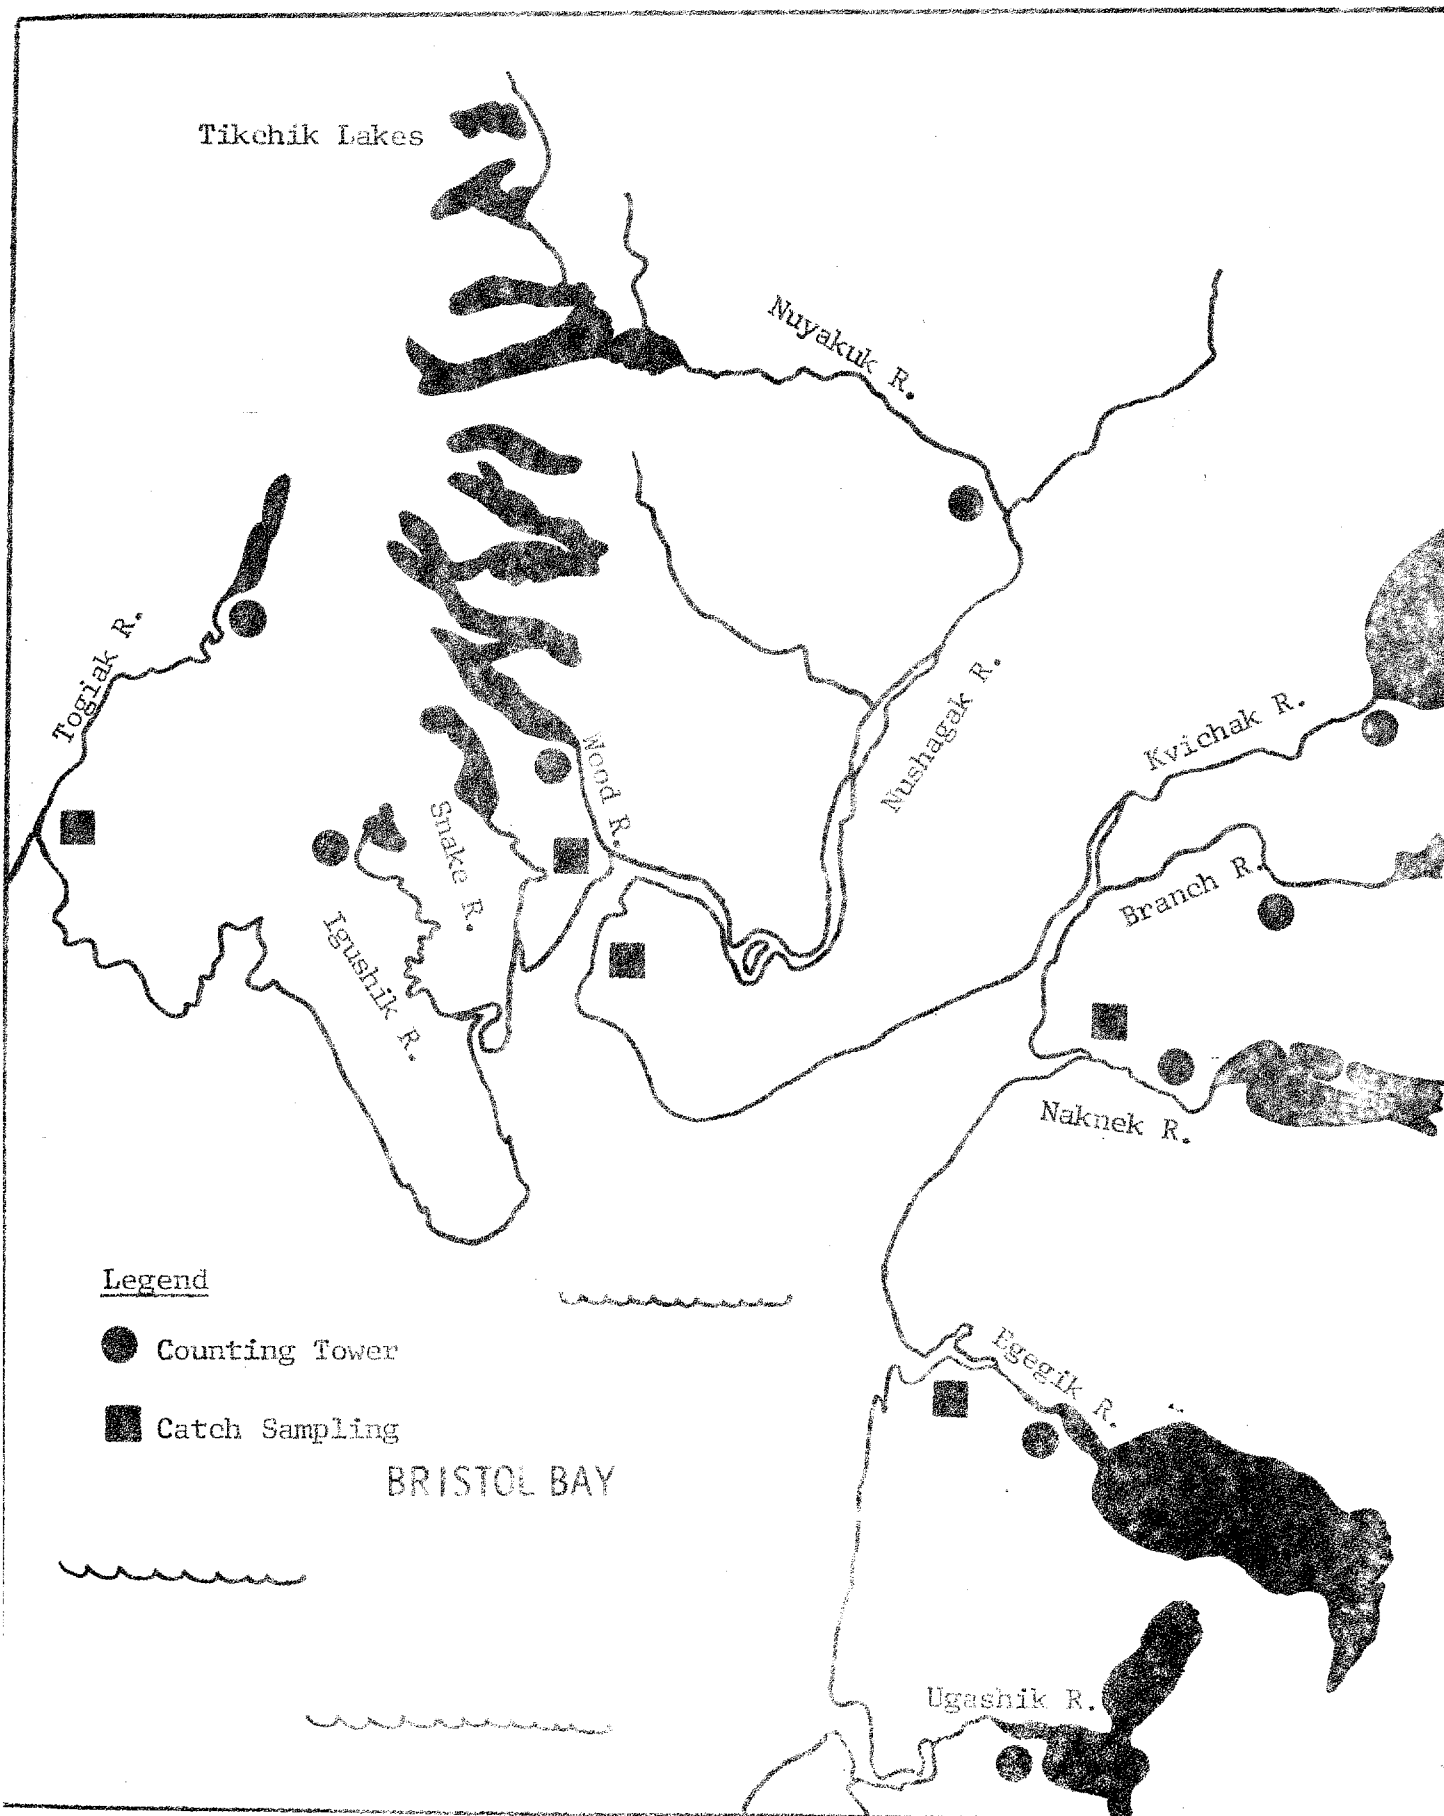 Tikchik Lakes
Nuyakuk R.
Togiak R.
Nushagak R.
Kvichak R.
Wood R.
Snake R.
Branch R.
Igushik R.
Naknek R.
Legend
Counting Tower
Catch Sampling
Egegik R.
BRISTOL BAY
Ugashik R.